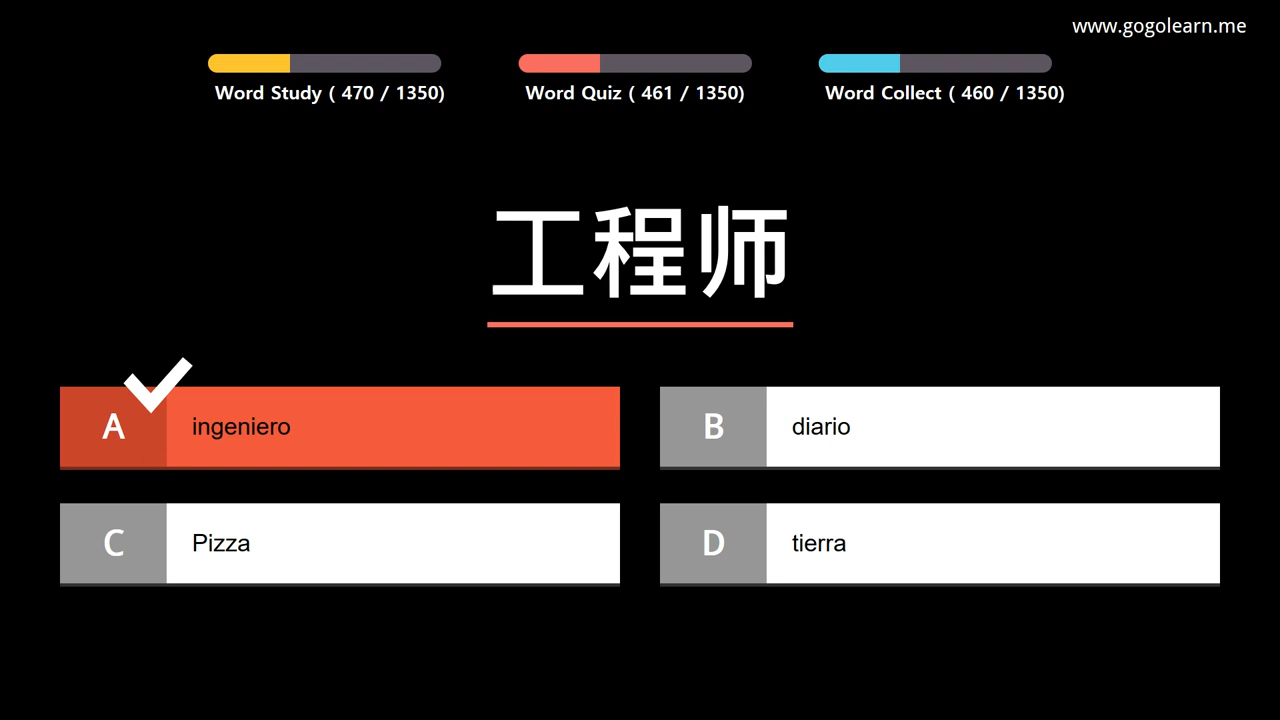 www.gogolearn.me
Word Study ( 470 / 1350)
Word Quiz ( 461 / 1350)
Word Collect ( 460 / 1350)
工程师
A ingeniero
B diario
C Pizza
D tierra